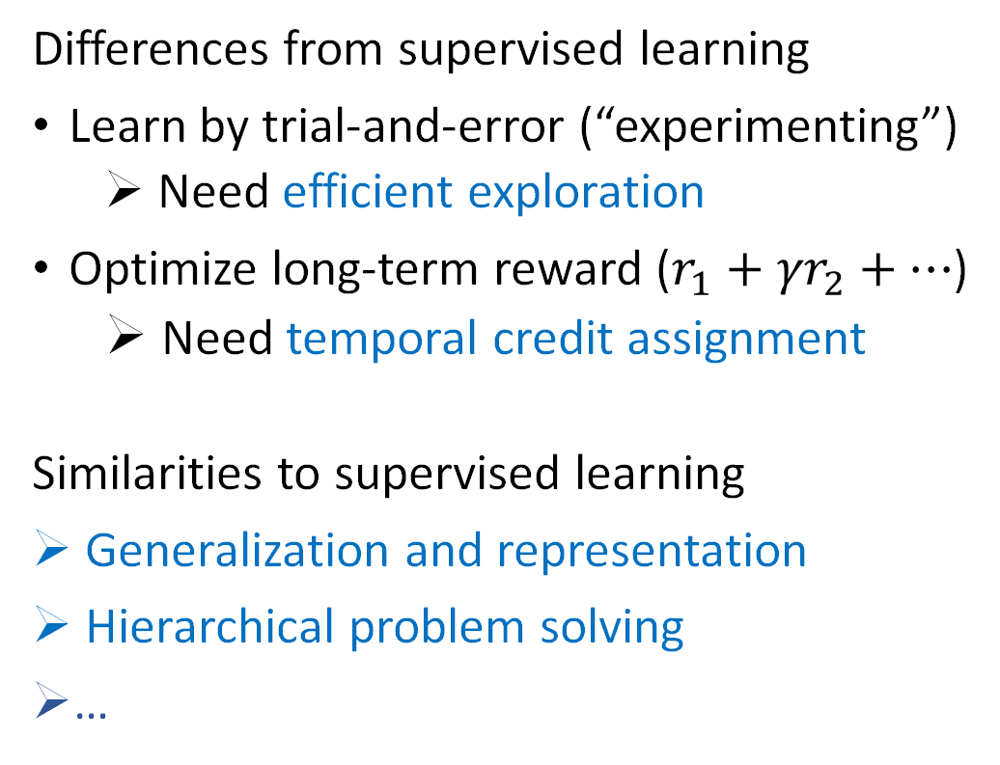 Differences from supervised learning
• Learn by trial-and-error (“experimenting”)
➢ Need efficient exploration
• Optimize long-term reward (r₁ + γr₂ + ⋯)
➢ Need temporal credit assignment
Similarities to supervised learning
➢ Generalization and representation
➢ Hierarchical problem solving
➢...